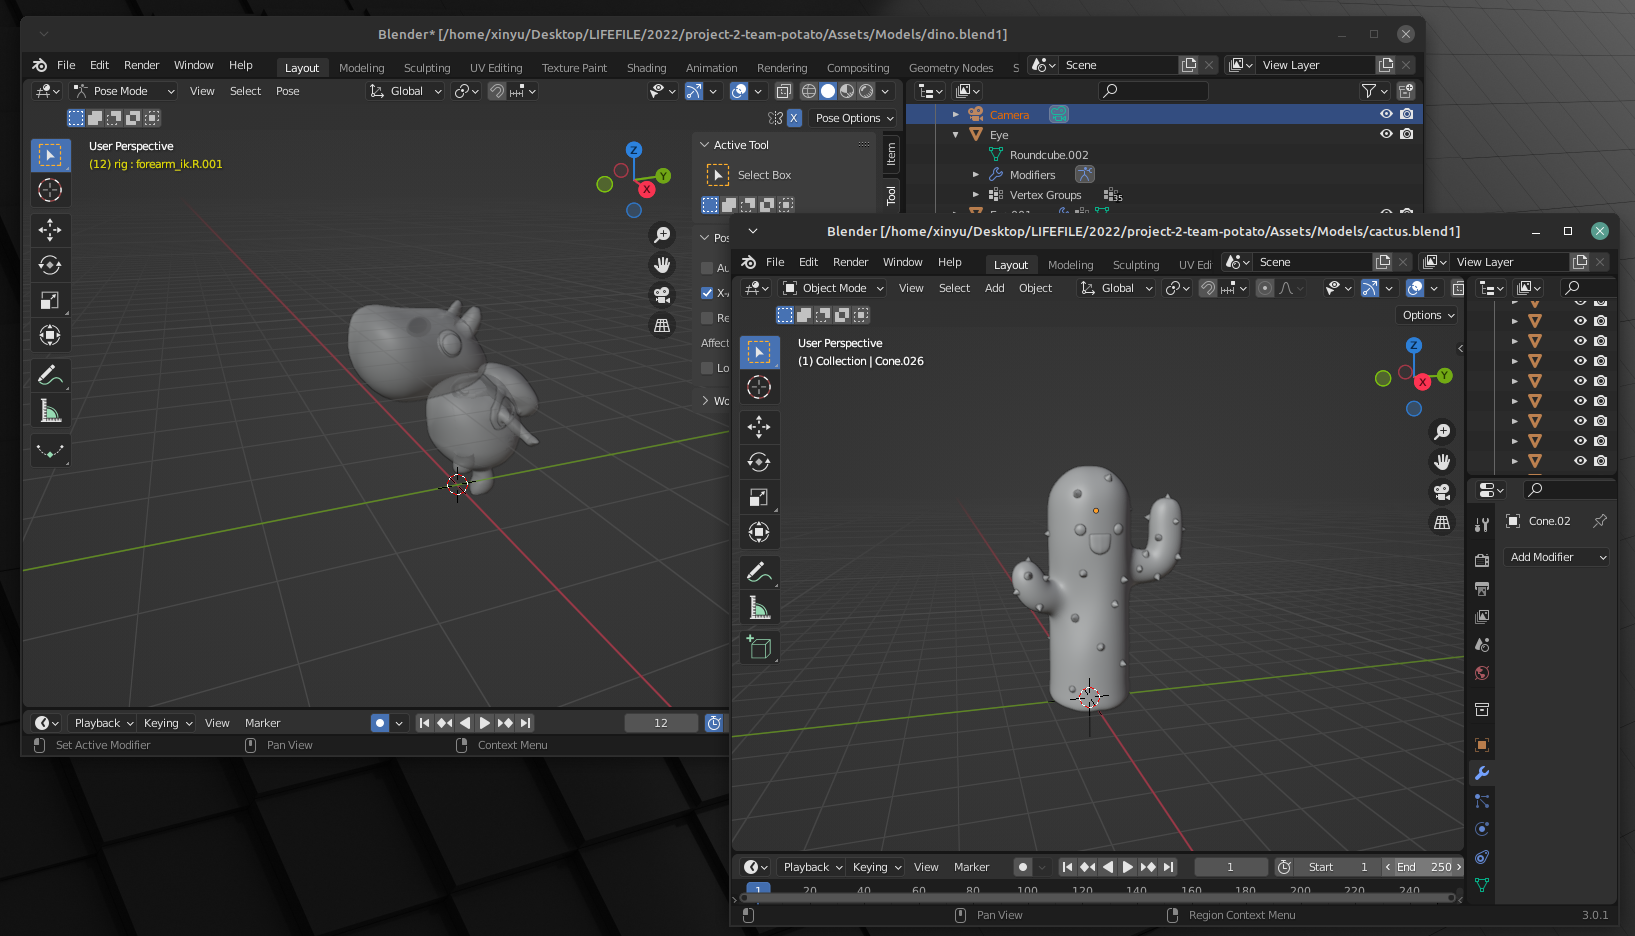 Blender* [/home/xinyu/Desktop/LIFEFILE/2022/project-2-team-potato/Assets/Models/dino.blend1]
File Edit Render Window Help Layout Modeling Sculpting UV Editing Texture Paint Shading Animation Rendering Compositing Geometry Nodes S Scene View Layer
Pose Mode View Select Pose Global
X Pose Options
User Perspective
(12) rig : forearm_ik.R.001
Z
Y
X
Active Tool
Select Box
Item
Tool
Pos
Au
X-
Re
Affect
Lo
Wo
Camera
Eye
Roundcube.002
Modifiers
Vertex Groups 35
Playback Keying View Marker 12
Set Active Modifier Pan View Context Menu
Blender [/home/xinyu/Desktop/LIFEFILE/2022/project-2-team-potato/Assets/Models/cactus.blend1]
File Edit Render Window Help Layout Modeling Sculpting UV Edi Scene View Layer
Object Mode View Select Add Object Global
Options
User Perspective
(1) Collection | Cone.026
Z
Y
X
Cone.02
Add Modifier
Playback Keying View Marker 1 Start 1 End 250
1 20 40 60 80 100 120 140 160 180 200 220 240
Pan View Region Context Menu 3.0.1